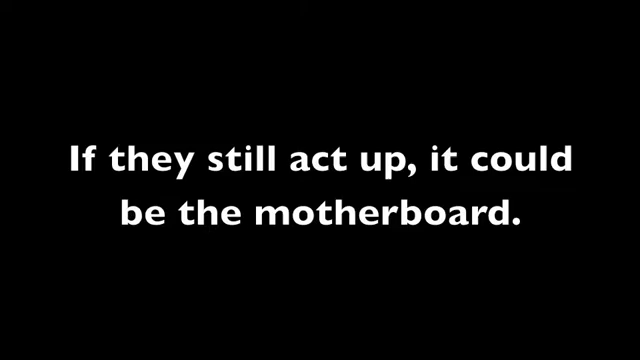 If they still act up, it could
be the motherboard.